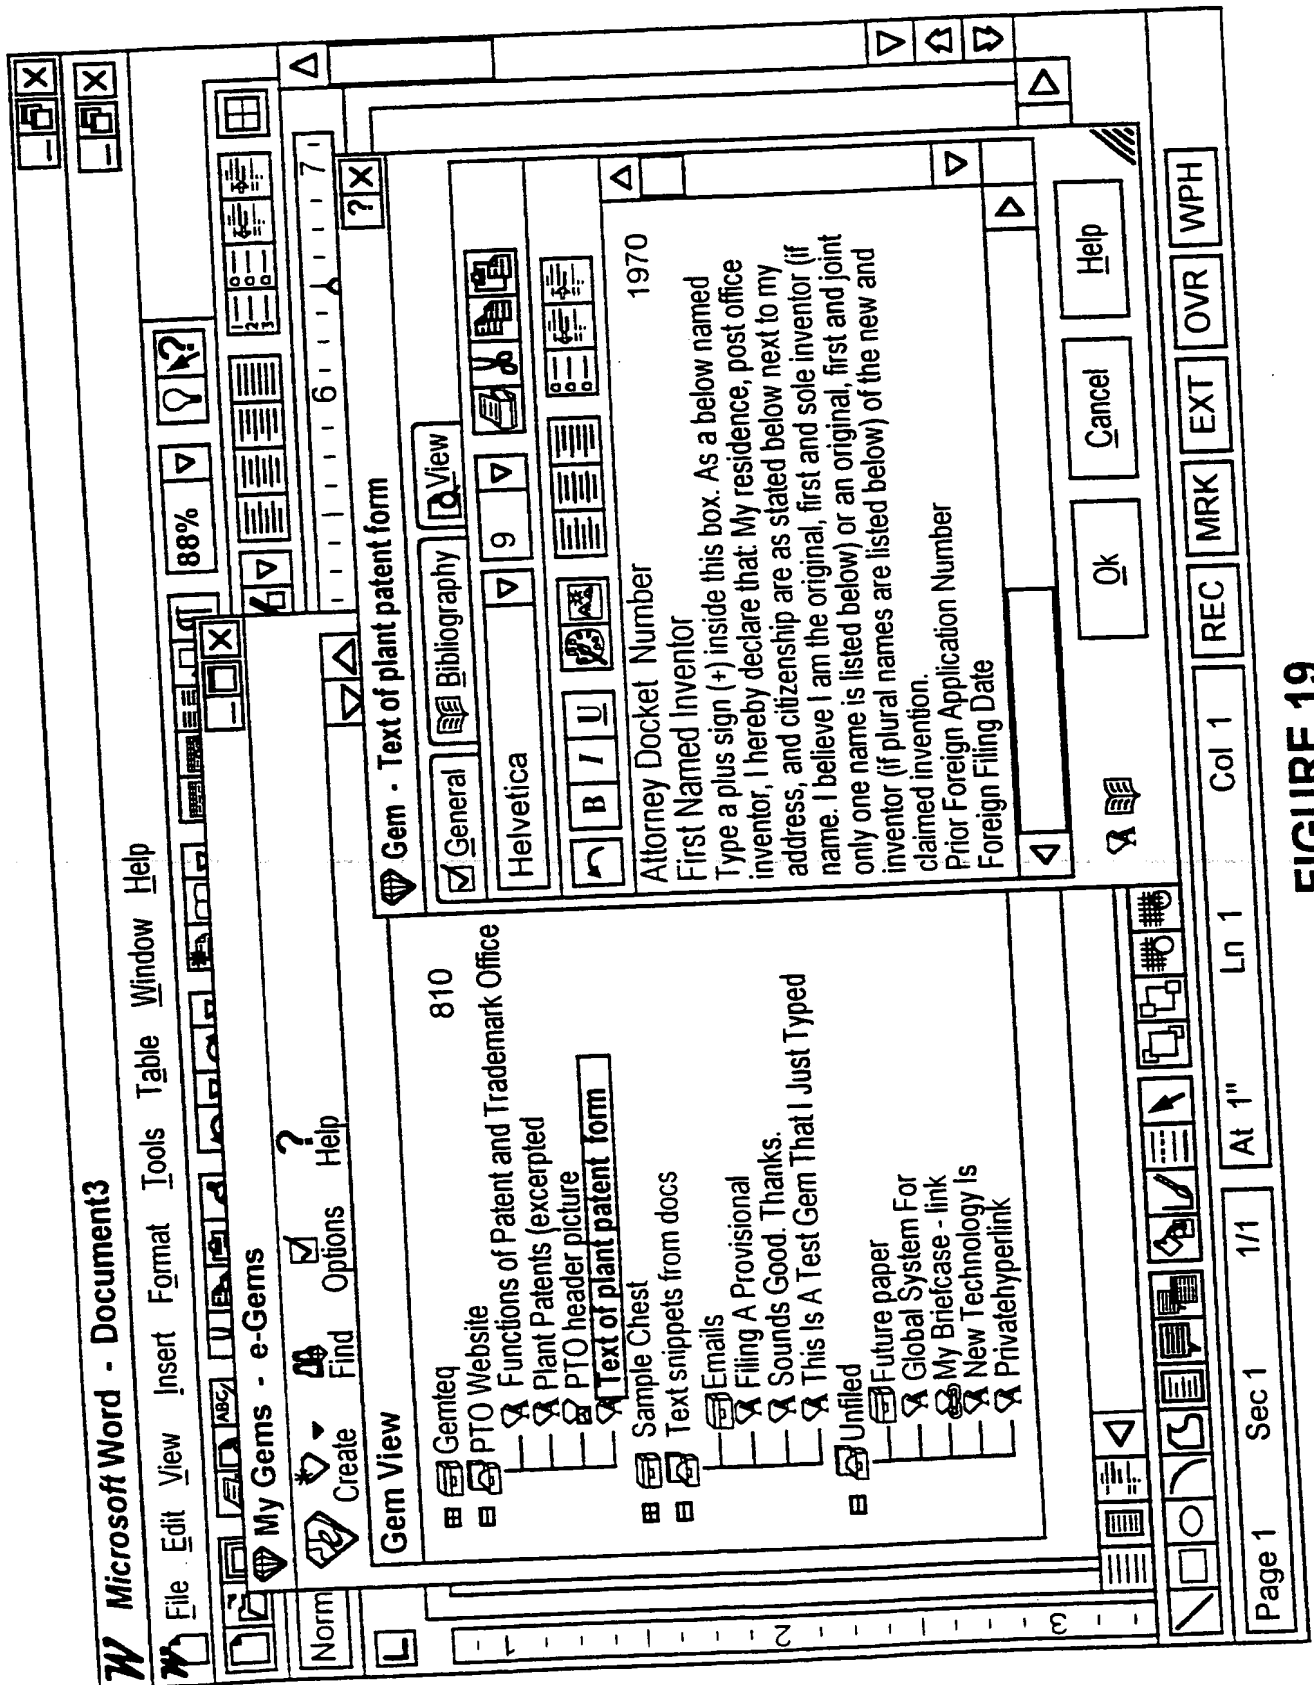 W Microsoft Word - Document3
File Edit View Insert Format Tools Table Window Help
ABC
88%
?
Norm
1 2 3
6 7
My Gems - e-Gems
Create Find Options Help
?
Gem View
810
Gemteq
PTO Website
Functions of Patent and Trademark Office
Plant Patents (excerpted
PTO header picture
Text of plant patent form
Sample Chest
Text snippets from docs
Emails
Filing A Provisional
Sounds Good. Thanks.
This Is A Test Gem That I Just Typed
Unfiled
Future paper
Global System For
My Briefcase - link
New Technology Is
Privatehyperlink
Gem - Text of plant patent form
? X
General Bibliography View
Helvetica 9
B I U
Attorney Docket Number 1970
First Named Inventor
Type a plus sign (+) inside this box. As a below named
inventor, I hereby declare that: My residence, post office
address, and citizenship are as stated below next to my
name. I believe I am the original, first and sole inventor (if
only one name is listed below) or an original, first and joint
inventor (if plural names are listed below) of the new and
claimed invention.
Prior Foreign Application Number
Foreign Filing Date
Ok Cancel Help
1
2
3
Page 1 Sec 1 1/1 At 1" Ln 1 Col 1 REC MRK EXT OVR WPH
FIGURE 19